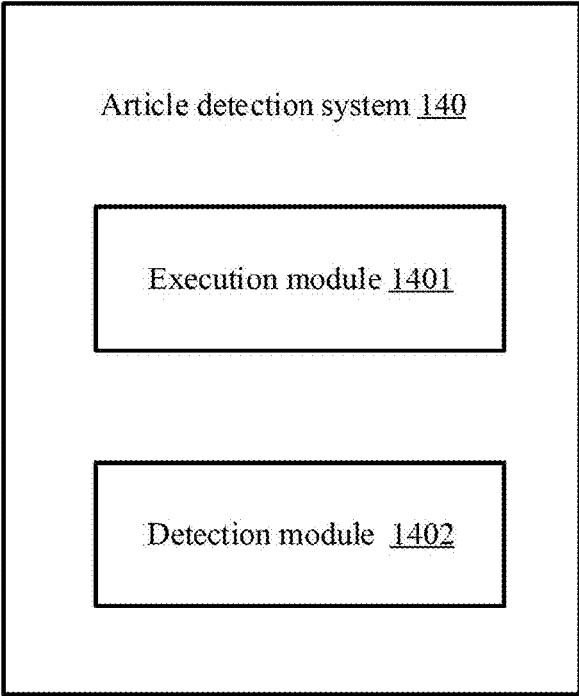 Article detection system 140
Execution module 1401
Detection module 1402